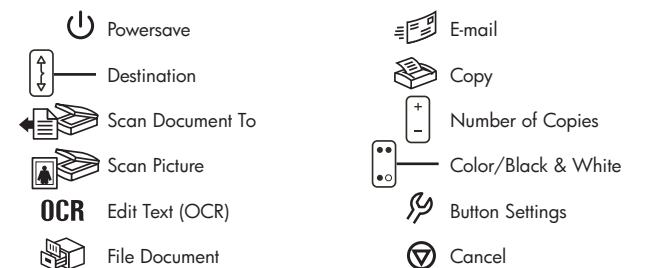 Powersave
Destination
Scan Document To
Scan Picture
OCR Edit Text (OCR)
File Document
E-mail
Copy
+
–
Number of Copies
Color/Black & White
Button Settings
Cancel